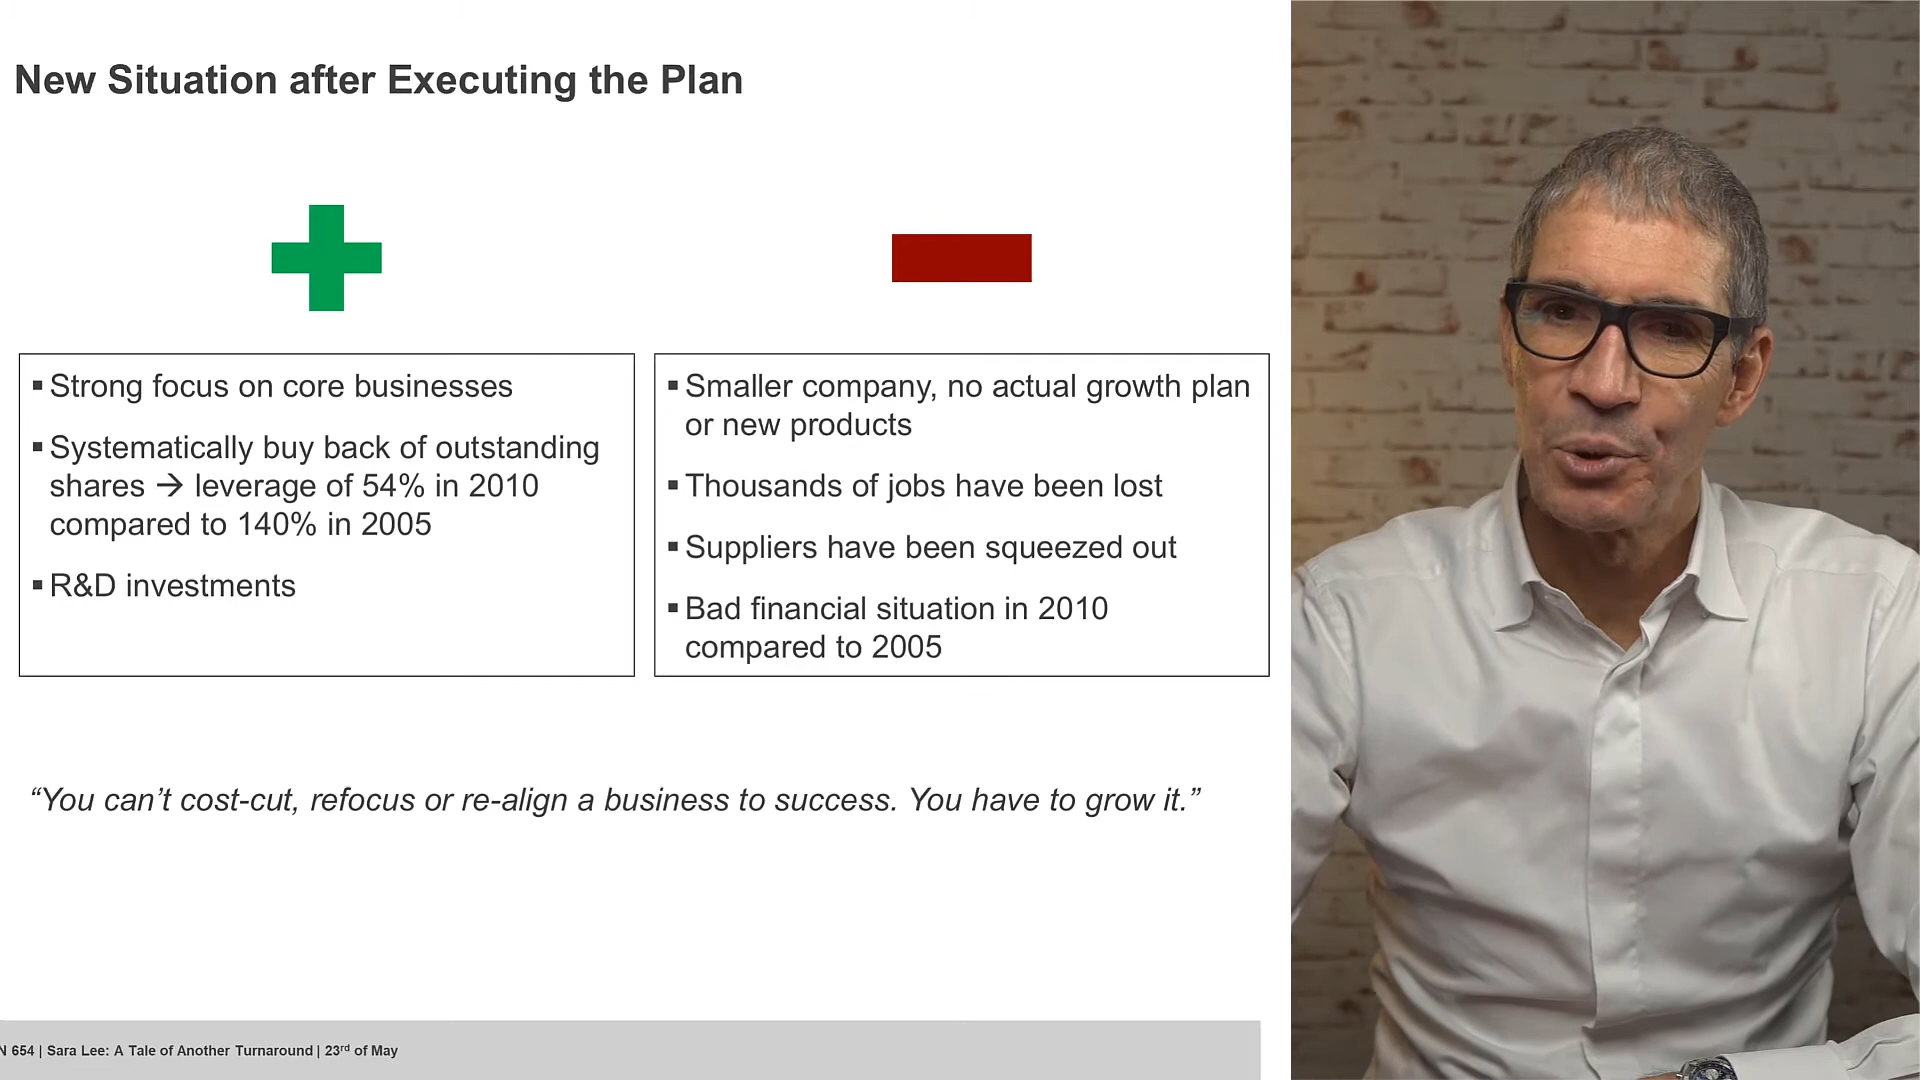 New Situation after Executing the Plan
▪ Strong focus on core businesses
▪ Systematically buy back of outstanding
shares → leverage of 54% in 2010
compared to 140% in 2005
▪ R&D investments
▪ Smaller company, no actual growth plan
or new products
▪ Thousands of jobs have been lost
▪ Suppliers have been squeezed out
▪ Bad financial situation in 2010
compared to 2005
“You can’t cost-cut, refocus or re-align a business to success. You have to grow it.”
N 654 | Sara Lee: A Tale of Another Turnaround | 23rd of May